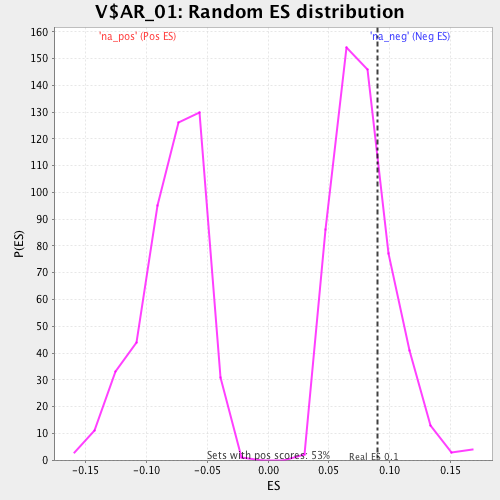 V$AR_01: Random ES distribution
'na_pos' (Pos ES) 'na_neg' (Neg ES)
160
150
140
130
120
110
100
90
80
70
60
50
40
30
20
10
0
P(ES)
Sets with pos scores: 53% Real ES 0.1
-0.15 -0.10 -0.05 0.00 0.05 0.10 0.15
ES